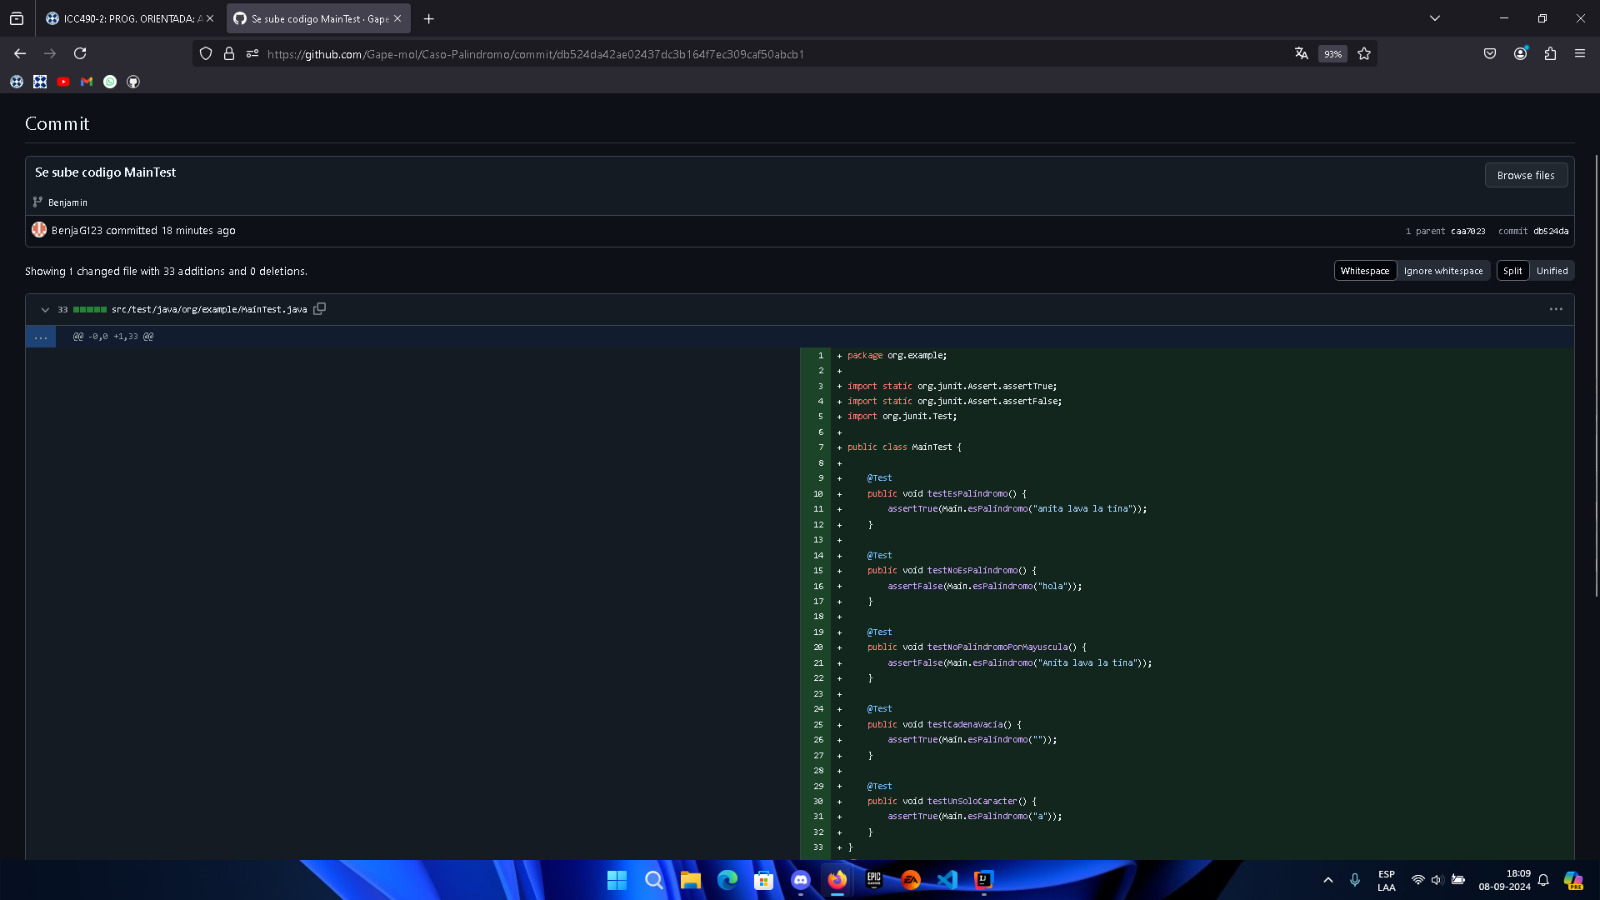 ICC490-2: PROG. ORIENTADA: A
Se sube codigo MainTest · Gape
https://github.com/Gape-mol/Caso-Palindromo/commit/db524da42ae02437dc3b164f7ec309caf50abcb1
93%
Commit
Se sube codigo MainTest
Browse files
Benjamin
BenjaG123 committed 18 minutes ago
1 parent caa7023 commit db524da
Showing 1 changed file with 33 additions and 0 deletions.
Whitespace Ignore whitespace Split Unified
33 src/test/java/org/example/MainTest.java
@@ -0,0 +1,33 @@
1 + package org.example;
2 +
3 + import static org.junit.Assert.assertTrue;
4 + import static org.junit.Assert.assertFalse;
5 + import org.junit.Test;
6 +
7 + public class MainTest {
8 +
9 + @Test
10 + public void testEsPalindromo() {
11 + assertTrue(Main.esPalindromo("anita lava la tina"));
12 + }
13 +
14 + @Test
15 + public void testNoEsPalindromo() {
16 + assertFalse(Main.esPalindromo("hola"));
17 + }
18 +
19 + @Test
20 + public void testNoPalindromoPorMayuscula() {
21 + assertFalse(Main.esPalindromo("Anita lava la tina"));
22 + }
23 +
24 + @Test
25 + public void testCadenaVacia() {
26 + assertTrue(Main.esPalindromo(""));
27 + }
28 +
29 + @Test
30 + public void testUnSoloCaracter() {
31 + assertTrue(Main.esPalindromo("a"));
32 + }
33 + }
EPIC
EA
ESP
LAA
18:09
08-09-2024
PRE